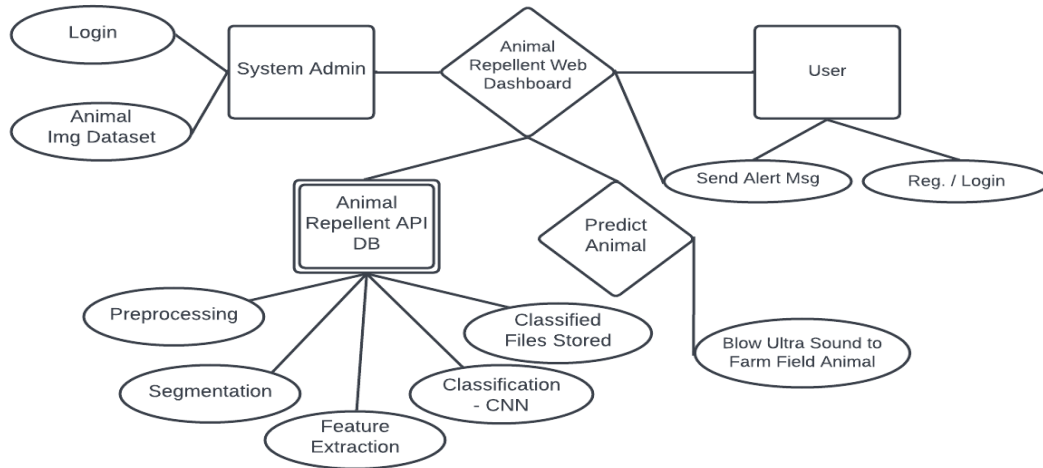 Login
Animal
Img Dataset
System Admin
Animal
Repellent Web
Dashboard
User
Send Alert Msg
Reg. / Login
Animal
Repellent API
DB
Predict
Animal
Preprocessing
Segmentation
Feature
Extraction
Classification
- CNN
Classified
Files Stored
Blow Ultra Sound to
Farm Field Animal